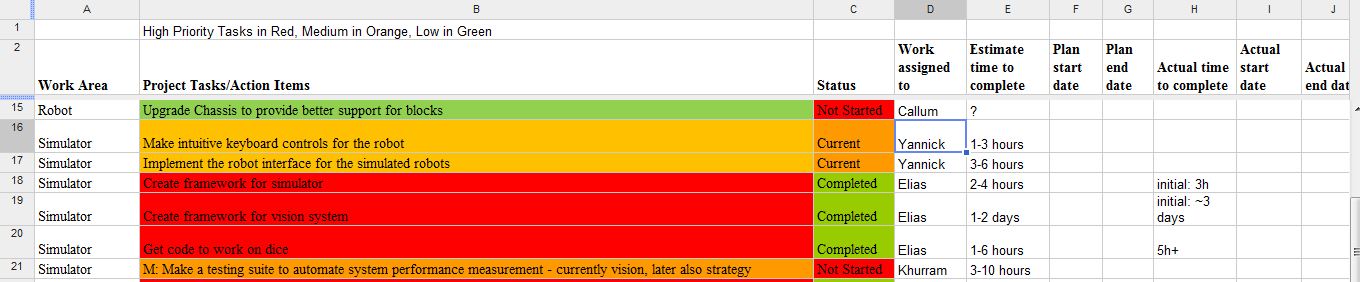 A B C D E F G H I J
1 High Priority Tasks in Red, Medium in Orange, Low in Green
2 Work Area Project Tasks/Action Items Status Work assigned to Estimate time to complete Plan start date Plan end date Actual time to complete Actual start date Actual end dat
15 Robot Upgrade Chassis to provide better support for blocks Not Started Callum ?
16 Simulator Make intuitive keyboard controls for the robot Current Yannick 1-3 hours
17 Simulator Implement the robot interface for the simulated robots Current Yannick 3-6 hours
18 Simulator Create framework for simulator Completed Elias 2-4 hours initial: 3h
19 Simulator Create framework for vision system Completed Elias 1-2 days initial: ~3 days
20 Simulator Get code to work on dice Completed Elias 1-6 hours 5h+
21 Simulator M: Make a testing suite to automate system performance measurement - currently vision, later also strategy Not Started Khurram 3-10 hours